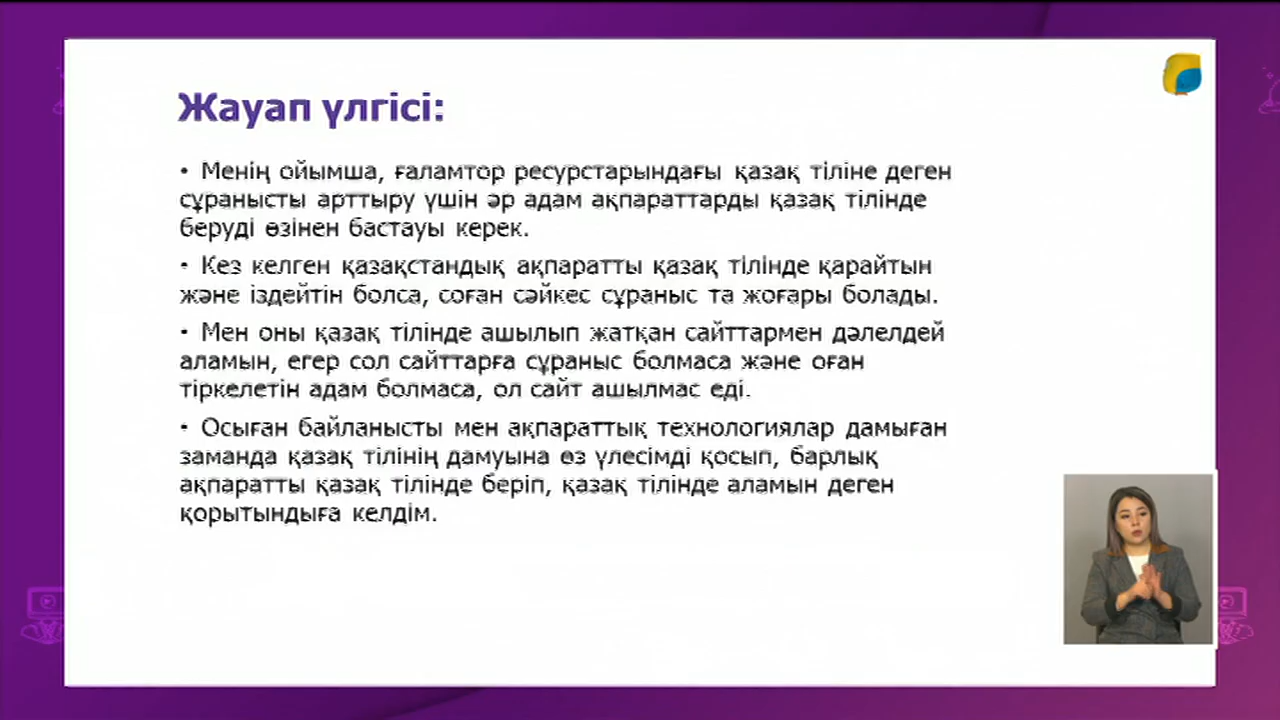 Жауап үлгісі:
• Менің ойымша, ғаламтор ресурстарындағы қазақ тіліне деген
сұранысты арттыру үшін әр адам ақпараттарды қазақ тілінде
беруді өзінен бастауы керек.
• Кез келген қазақстандық ақпаратты қазақ тілінде қарайтын
және іздейтін болса, соған сәйкес сұраныс та жоғары болады.
• Мен оны қазақ тілінде ашылып жатқан сайттармен дәлелдей
аламын, егер сол сайттарға сұраныс болмаса және оған
тіркелетін адам болмаса, ол сайт ашылмас еді.
• Осыған байланысты мен ақпараттық технологиялар дамыған
заманда қазақ тілінің дамуына өз үлесімді қосып, барлық
ақпаратты қазақ тілінде беріп, қазақ тілінде аламын деген
қорытындыға келдім.